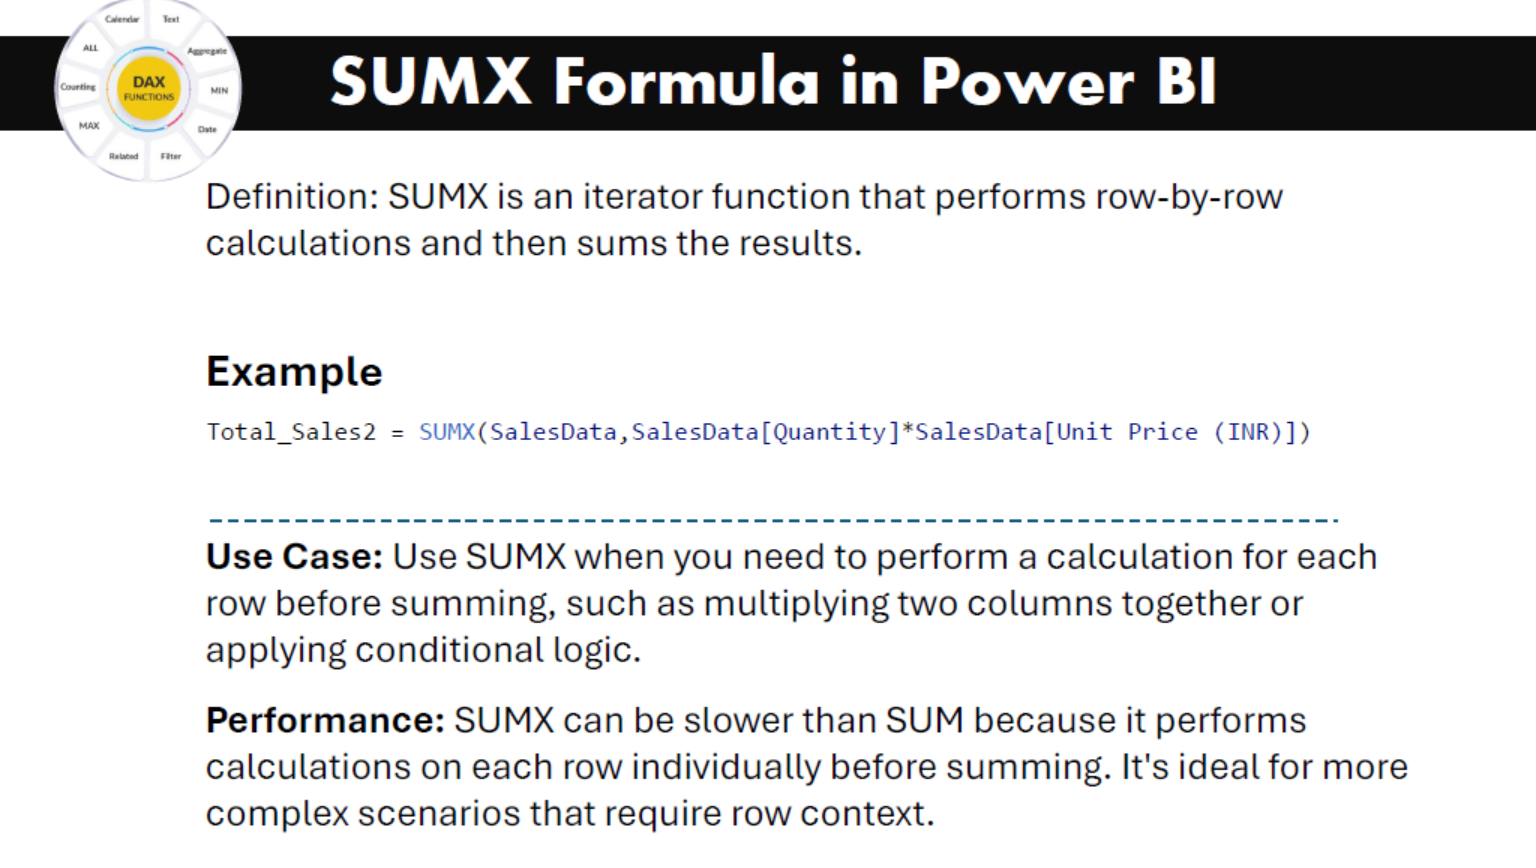 Calendar
Text
ALL
Aggregate
Counting
DAX
FUNCTIONS
MIN
MAX
Date
Related
Filter
SUMX Formula in Power BI
Definition: SUMX is an iterator function that performs row-by-row
calculations and then sums the results.
Example
Total_Sales2 = SUMX(SalesData,SalesData[Quantity]*SalesData[Unit Price (INR)])
Use Case: Use SUMX when you need to perform a calculation for each
row before summing, such as multiplying two columns together or
applying conditional logic.
Performance: SUMX can be slower than SUM because it performs
calculations on each row individually before summing. It's ideal for more
complex scenarios that require row context.